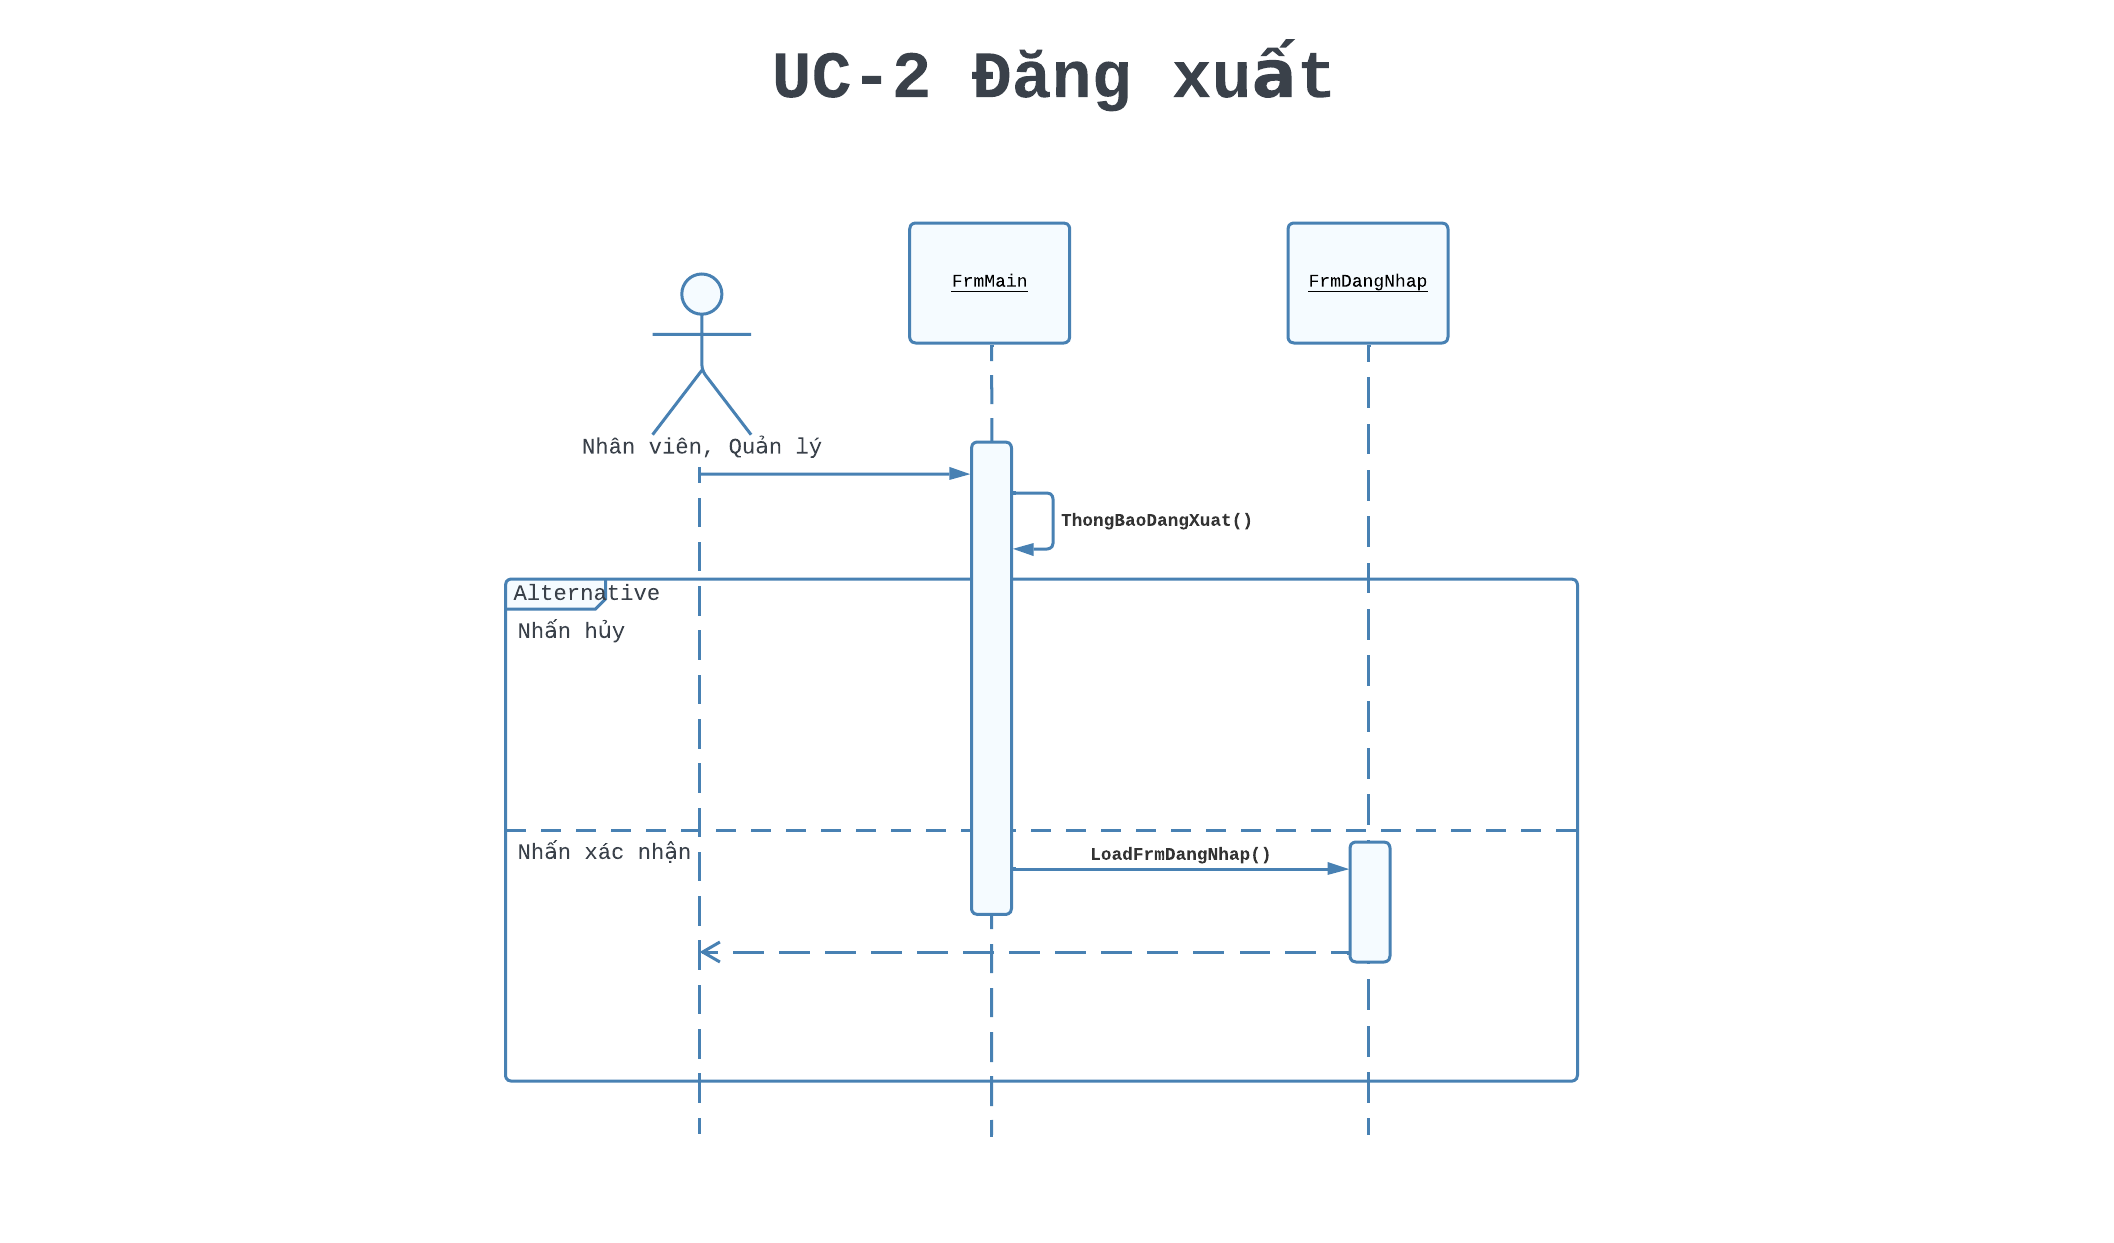 UC-2 Đăng xuất
FrmMain
FrmDangNhap
Nhân viên, Quản lý
ThongBaoDangXuat()
Alternative
Nhấn hủy
Nhấn xác nhận
LoadFrmDangNhap()